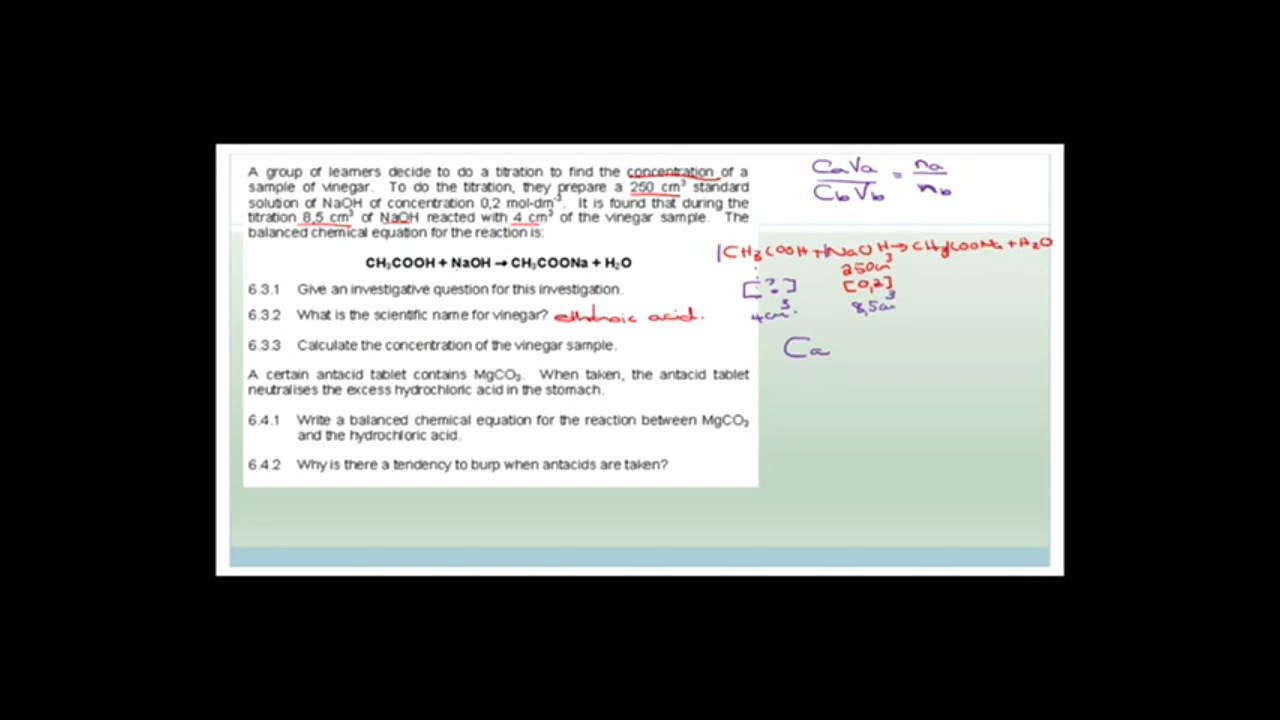 A group of learners decide to do a titration to find the concentration of a
sample of vinegar. To do the titration, they prepare a 250 cm³ standard
solution of NaOH of concentration 0,2 mol·dm⁻³. It is found that during the
titration 8,5 cm³ of NaOH reacted with 4 cm³ of the vinegar sample. The
balanced chemical equation for the reaction is:
CH₃COOH + NaOH → CH₃COONa + H₂O
6.3.1 Give an investigative question for this investigation.
6.3.2 What is the scientific name for vinegar? ethanoic acid.
6.3.3 Calculate the concentration of the vinegar sample.
A certain antacid tablet contains MgCO₃. When taken, the antacid tablet
neutralises the excess hydrochloric acid in the stomach.
6.4.1 Write a balanced chemical equation for the reaction between MgCO₃
and the hydrochloric acid.
6.4.2 Why is there a tendency to burp when antacids are taken?
CaVa = na
CbVb nb
1CH₃COOH + 1NaOH → CH₃COONa + H₂O
250cm³
[?] [0,2]
4cm³. 8,5cm³
Ca